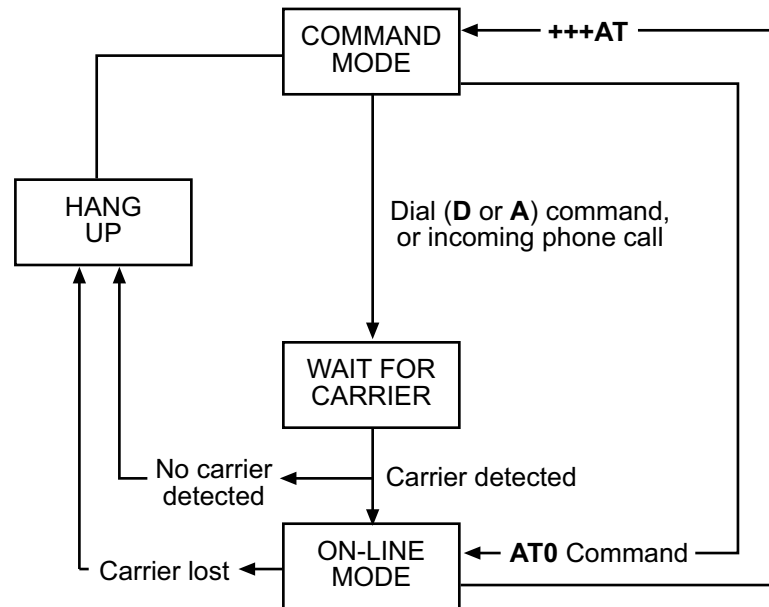 COMMAND
MODE
+++AT
HANG
UP
Dial (D or A) command,
or incoming phone call
WAIT FOR
CARRIER
No carrier
detected
Carrier detected
Carrier lost
ON-LINE
MODE
AT0 Command